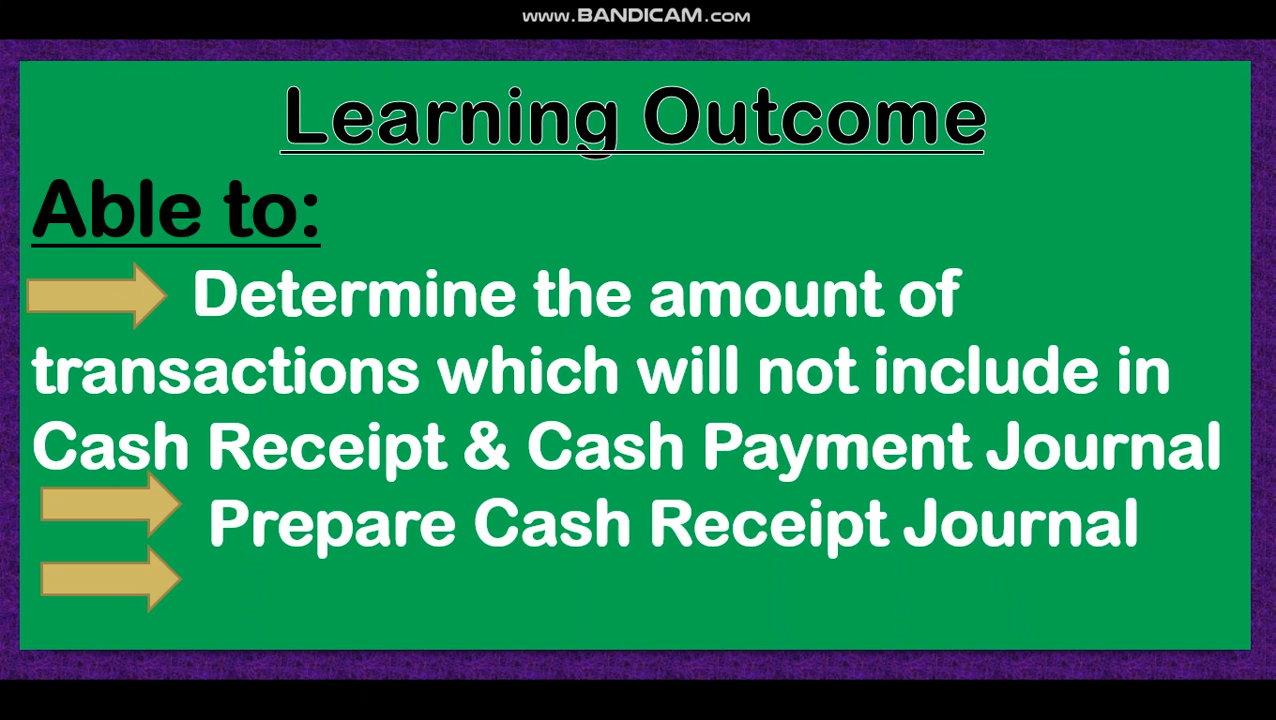 www.BANDICAM.com
Learning Outcome
Able to:
Determine the amount of
transactions which will not include in
Cash Receipt & Cash Payment Journal
Prepare Cash Receipt Journal